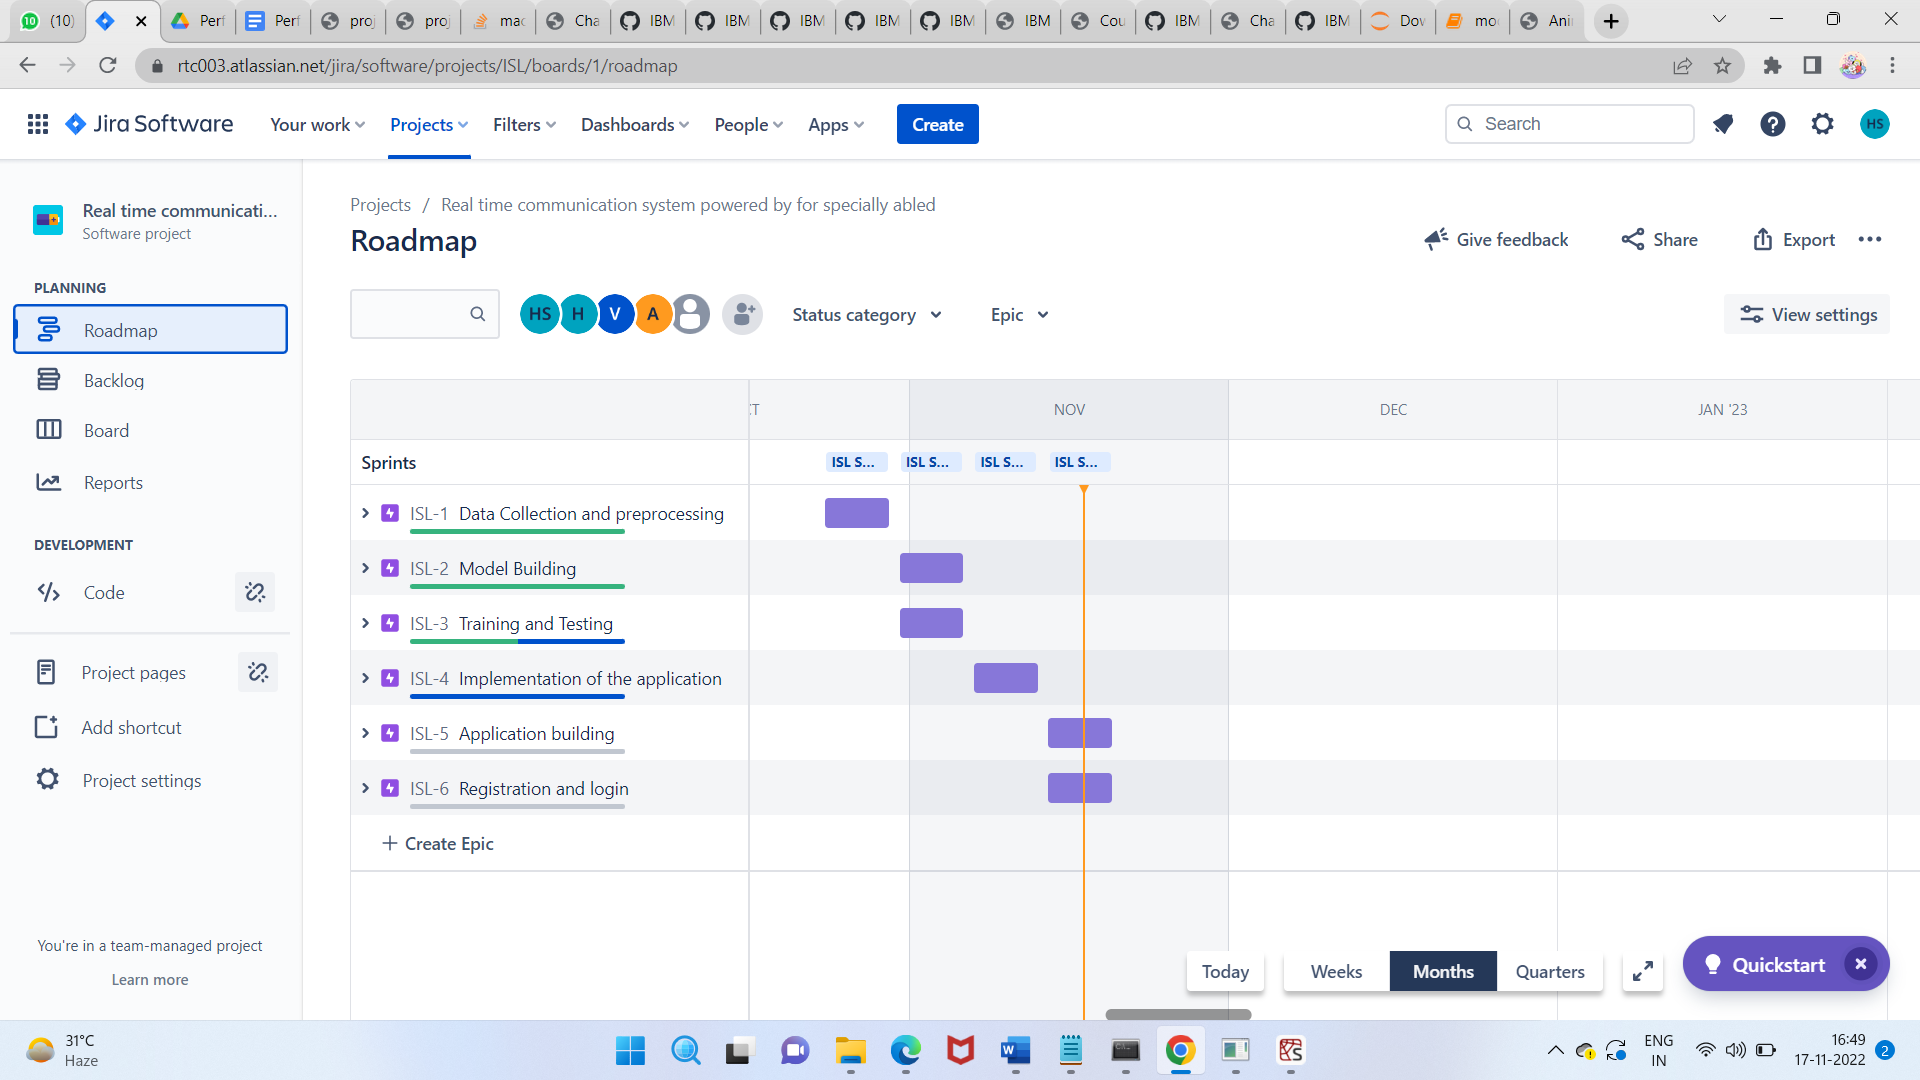 (10)
Perf
Perf
proj
proj
mac
Cha
IBM
IBM
IBM
IBM
IBM
IBM
Cou
IBM
Cha
IBM
Dow
mod
Ani
rtc003.atlassian.net/jira/software/projects/ISL/boards/1/roadmap
Jira Software
Your work
Projects
Filters
Dashboards
People
Apps
Create
Search
HS
Real time communicati...
Software project
PLANNING
Roadmap
Backlog
Board
Reports
DEVELOPMENT
Code
Project pages
Add shortcut
Project settings
You're in a team-managed project
Learn more
Projects / Real time communication system powered by for specially abled
Roadmap
Give feedback
Share
Export
HS H V A
Status category
Epic
View settings
NOV
DEC
JAN '23
Sprints
ISL S...
ISL S...
ISL S...
ISL S...
ISL-1 Data Collection and preprocessing
ISL-2 Model Building
ISL-3 Training and Testing
ISL-4 Implementation of the application
ISL-5 Application building
ISL-6 Registration and login
+ Create Epic
Today
Weeks
Months
Quarters
Quickstart
31°C
Haze
ENG
IN
16:49
17-11-2022
2